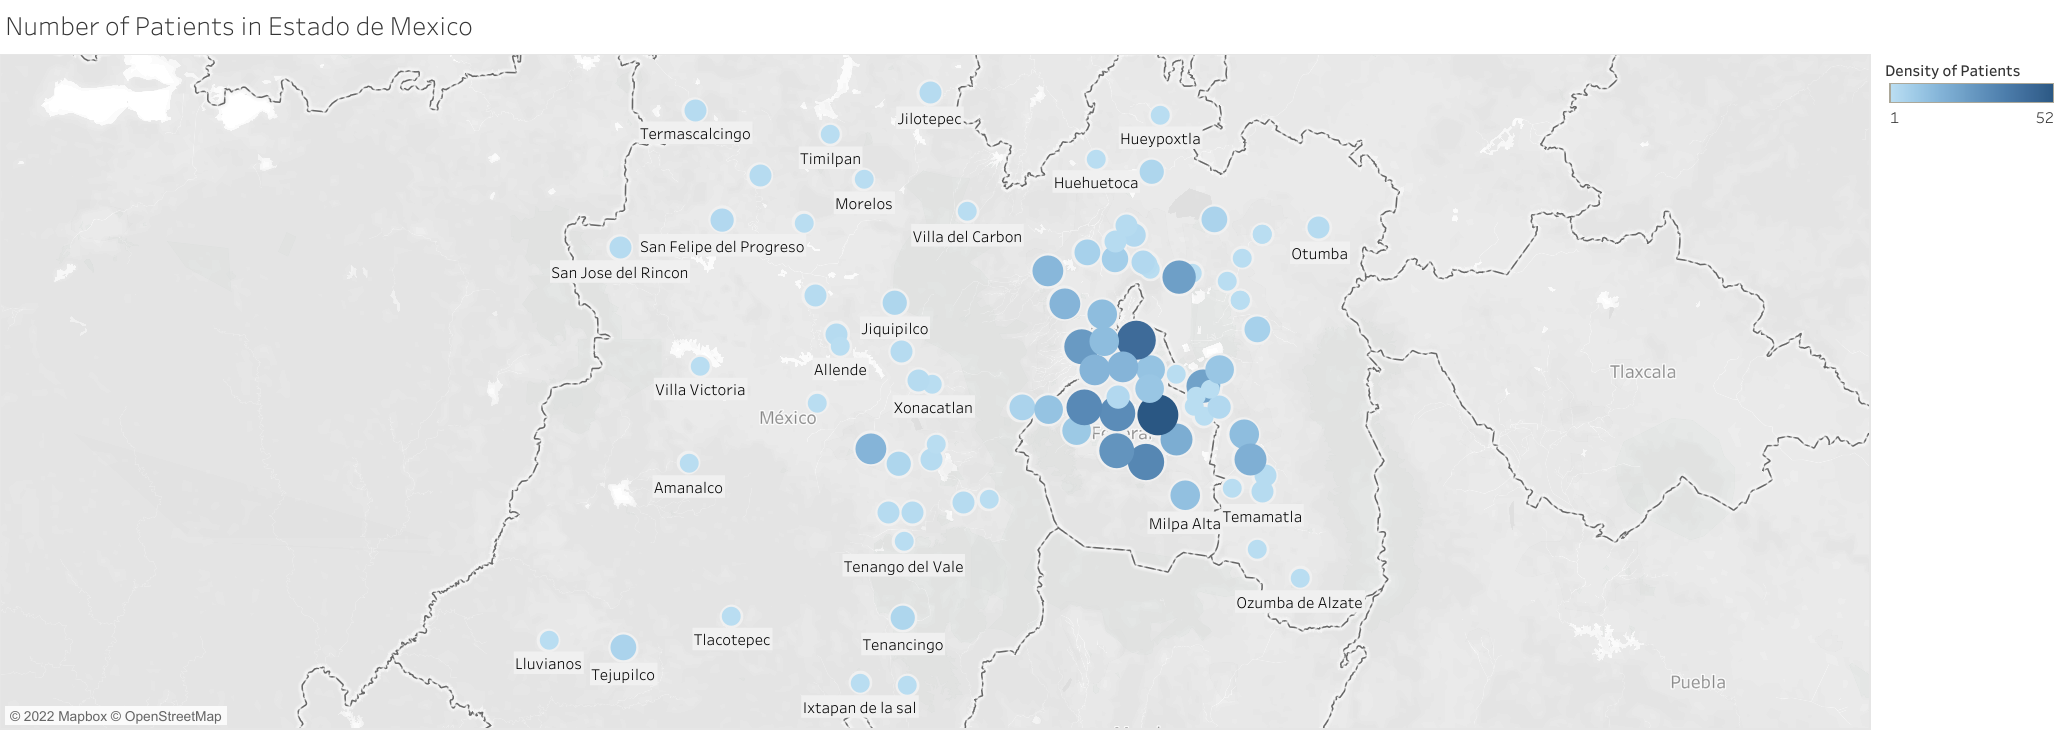 Number of Patients in Estado de Mexico
Density of Patients
1 52
Jilotepec
Termascalcingo
Hueypoxtla
Timilpan
Huehuetoca
Morelos
Villa del Carbon
San Felipe del Progreso
Otumba
San Jose del Rincon
Jiquipilco
Allende
Tlaxcala
Villa Victoria
Xonacatlan
México
Amanalco
Milpa Alta
Temamatla
Tenango del Vale
Ozumba de Alzate
Tlacotepec
Tenancingo
Lluvianos
Tejupilco
Puebla
Ixtapan de la sal
© 2022 Mapbox © OpenStreetMap